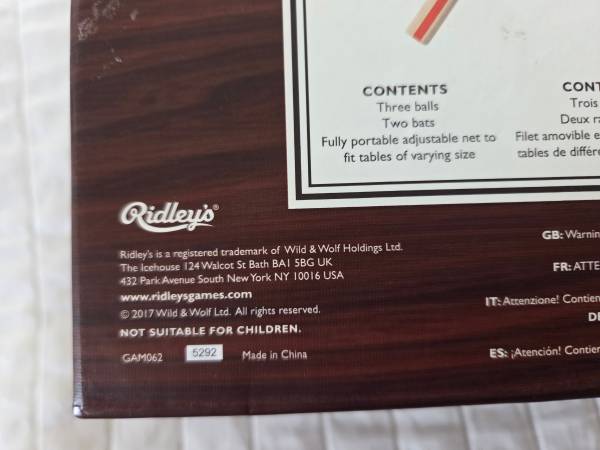 CONTENTS
Three balls
Two bats
Fully portable adjustable net to
fit tables of varying size
CONT
Trois
Deux ra
Filet amovible e
tables de différe
Ridley's®
Ridley's is a registered trademark of Wild & Wolf Holdings Ltd.
The Icehouse 124 Walcot St Bath BA1 5BG UK
432 Park Avenue South New York NY 10016 USA
www.ridleysgames.com
© 2017 Wild & Wolf Ltd. All rights reserved.
NOT SUITABLE FOR CHILDREN.
GAM062 5292 Made in China
GB: Warnin
FR: ATTE
IT: Attenzione! Contien
DE
ES: ¡Atención! Contien